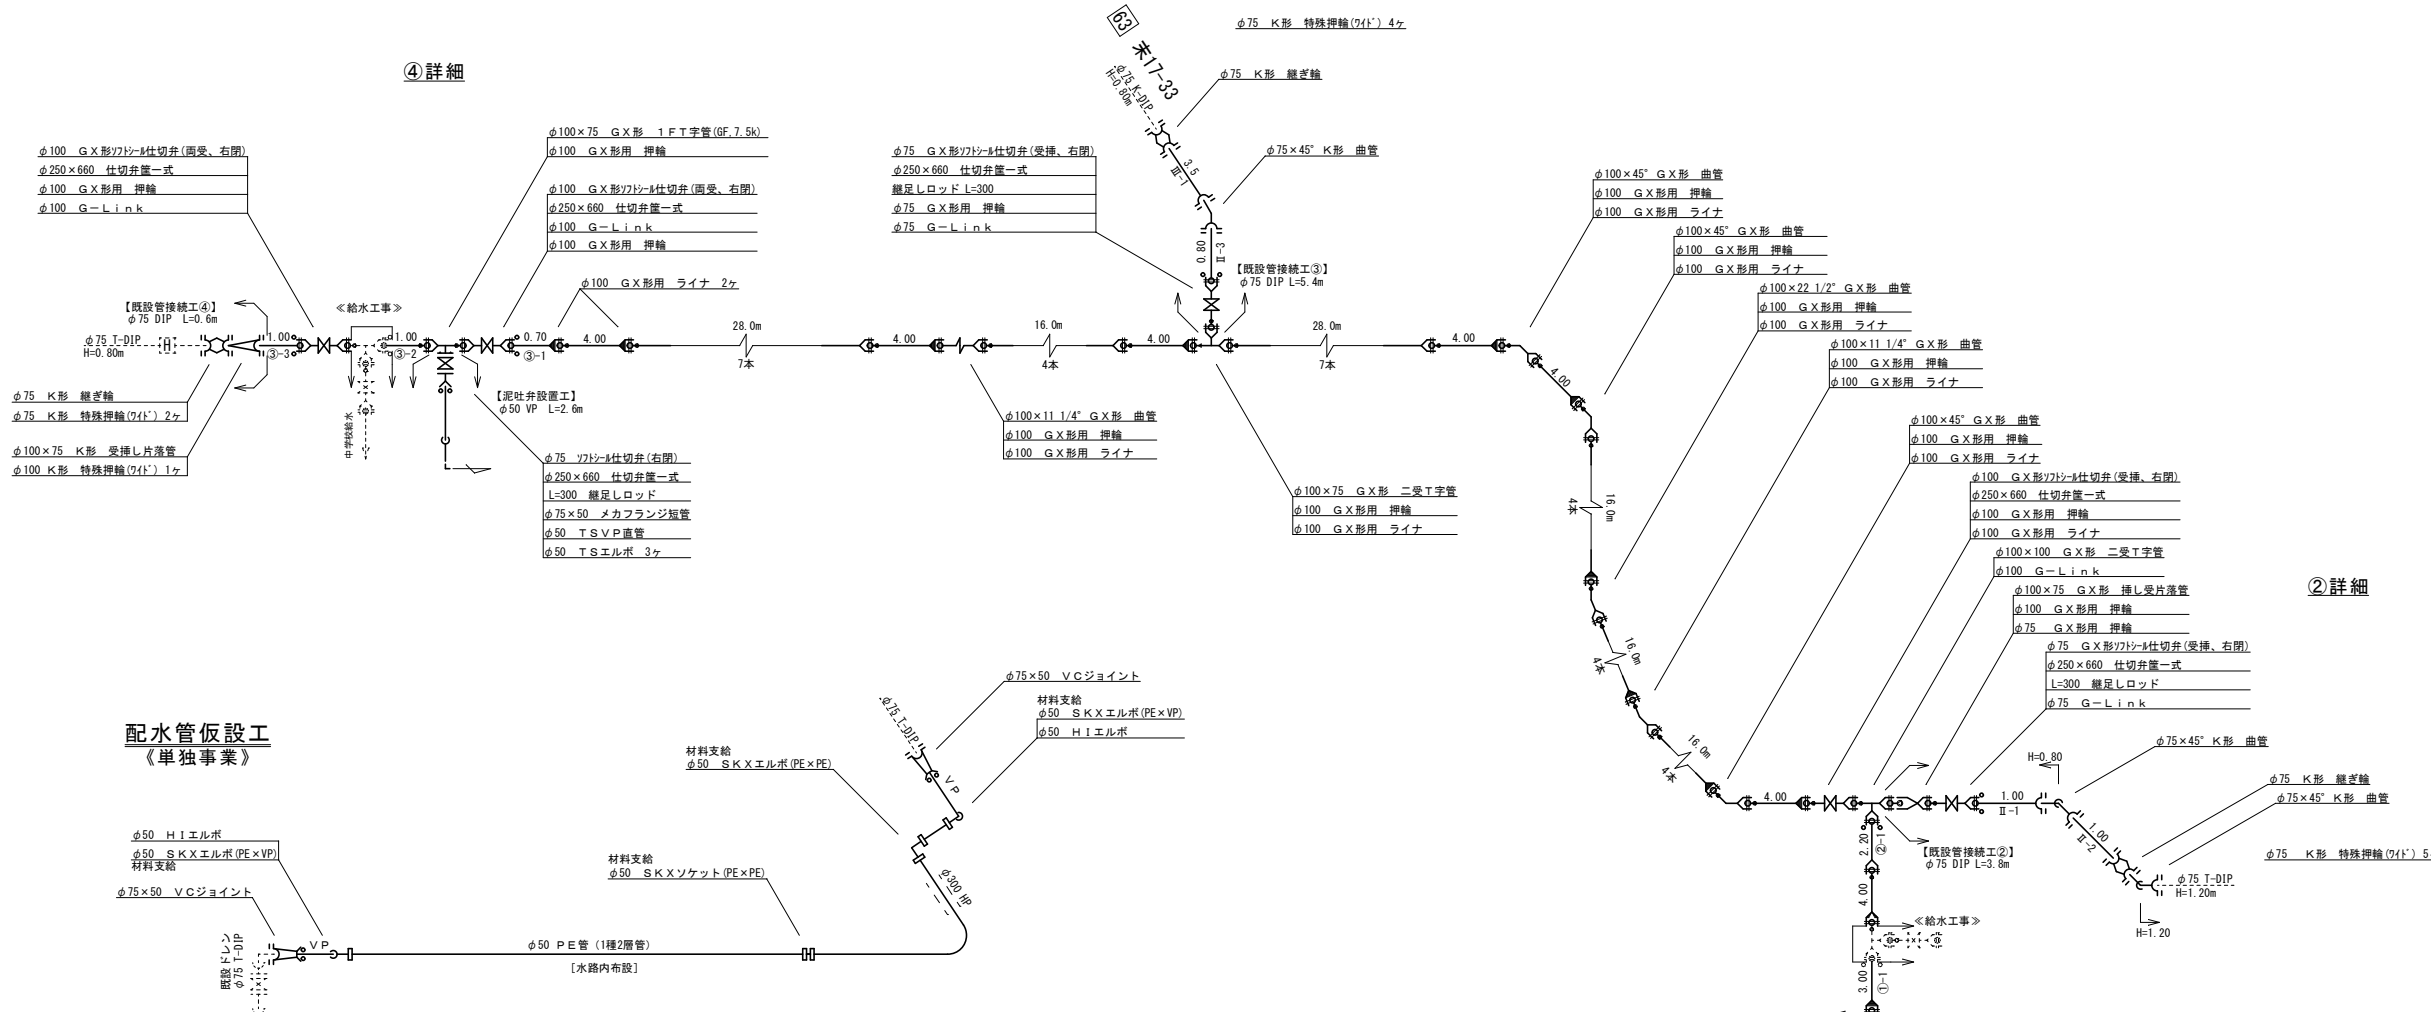 ④詳細
63
末17-33
φ75 K-DIP
H=0.80m
φ75 K形 特殊押輪(ワイド) 4ヶ
φ75 K形 継ぎ輪
φ75×45° K形 曲管
3.5
Ⅲ-1
0.80
Ⅱ-3
φ100 GX形ソフトシール仕切弁(両受、右閉)
φ250×660 仕切弁筐一式
φ100 GX形用 押輪
φ100 G-Link
φ100×75 GX形 1FT字管(GF.7.5k)
φ100 GX形用 押輪
φ100 GX形ソフトシール仕切弁(両受、右閉)
φ250×660 仕切弁筐一式
φ100 G-Link
φ100 GX形用 押輪
φ100 GX形用 ライナ 2ヶ
φ75 GX形ソフトシール仕切弁(受挿、右閉)
φ250×660 仕切弁筐一式
継足しロッド L=300
φ75 GX形用 押輪
φ75 G-Link
【既設管接続工③】
φ75 DIP L=5.4m
φ100×45° GX形 曲管
φ100 GX形用 押輪
φ100 GX形用 ライナ
φ100×45° GX形 曲管
φ100 GX形用 押輪
φ100 GX形用 ライナ
φ100×22 1/2° GX形 曲管
φ100 GX形用 押輪
φ100 GX形用 ライナ
φ100×11 1/4° GX形 曲管
φ100 GX形用 押輪
φ100 GX形用 ライナ
φ100×45° GX形 曲管
φ100 GX形用 押輪
φ100 GX形用 ライナ
φ100 GX形ソフトシール仕切弁(受挿、右閉)
φ250×660 仕切弁筐一式
φ100 GX形用 押輪
φ100 GX形用 ライナ
φ100×100 GX形 二受T字管
φ100 G-Link
φ100×75 GX形 挿し受片落管
φ100 GX形用 押輪
φ75 GX形用 押輪
φ75 GX形ソフトシール仕切弁(受挿、右閉)
φ250×660 仕切弁筐一式
L=300 継足しロッド
φ75 G-Link
②詳細
【既設管接続工④】
φ75 DIP L=0.6m
≪給水工事≫
φ75 T-DIP
H=0.80m
1.00
③-3
1.00
③-2
0.70
③-1
4.00
28.0m
7本
4.00
16.0m
4本
4.00
28.0m
7本
4.00
4.00
16.0m
4本
16.0m
4本
16.0m
4本
φ75 K形 継ぎ輪
φ75 K形 特殊押輪(ワイド) 2ヶ
φ100×75 K形 受挿し片落管
φ100 K形 特殊押輪(ワイド) 1ヶ
中学校給水
【泥吐弁設置工】
φ50 VP L=2.6m
φ75 ソフトシール仕切弁(右閉)
φ250×660 仕切弁筐一式
L=300 継足しロッド
φ75×50 メカフランジ短管
φ50 TSVP直管
φ50 TSエルボ 3ヶ
φ100×11 1/4° GX形 曲管
φ100 GX形用 押輪
φ100 GX形用 ライナ
φ100×75 GX形 二受T字管
φ100 GX形用 押輪
φ100 GX形用 ライナ
4.00
1.00
Ⅱ-1
H=0.80
φ75×45° K形 曲管
φ75 K形 継ぎ輪
φ75×45° K形 曲管
1.00
Ⅱ-2
φ75 K形 特殊押輪(ワイド) 5
φ75 T-DIP
H=1.20m
H=1.20
【既設管接続工②】
φ75 DIP L=3.8m
2.20
②-1
4.00
≪給水工事≫
3.00
①-1
配水管仮設工
《単独事業》
φ75×50 VCジョイント
材料支給
φ50 SKXエルボ(PE×VP)
φ50 HIエルボ
φ75 T-DIP
VP
材料支給
φ50 SKXエルボ(PE×PE)
材料支給
φ50 SKXソケット(PE×PE)
φ300 HP
φ50 HIエルボ
φ50 SKXエルボ(PE×VP)
材料支給
φ75×50 VCジョイント
VP
既設ドレン
φ75 T-DIP
φ50 PE管 (1種2層管)
[水路内布設]